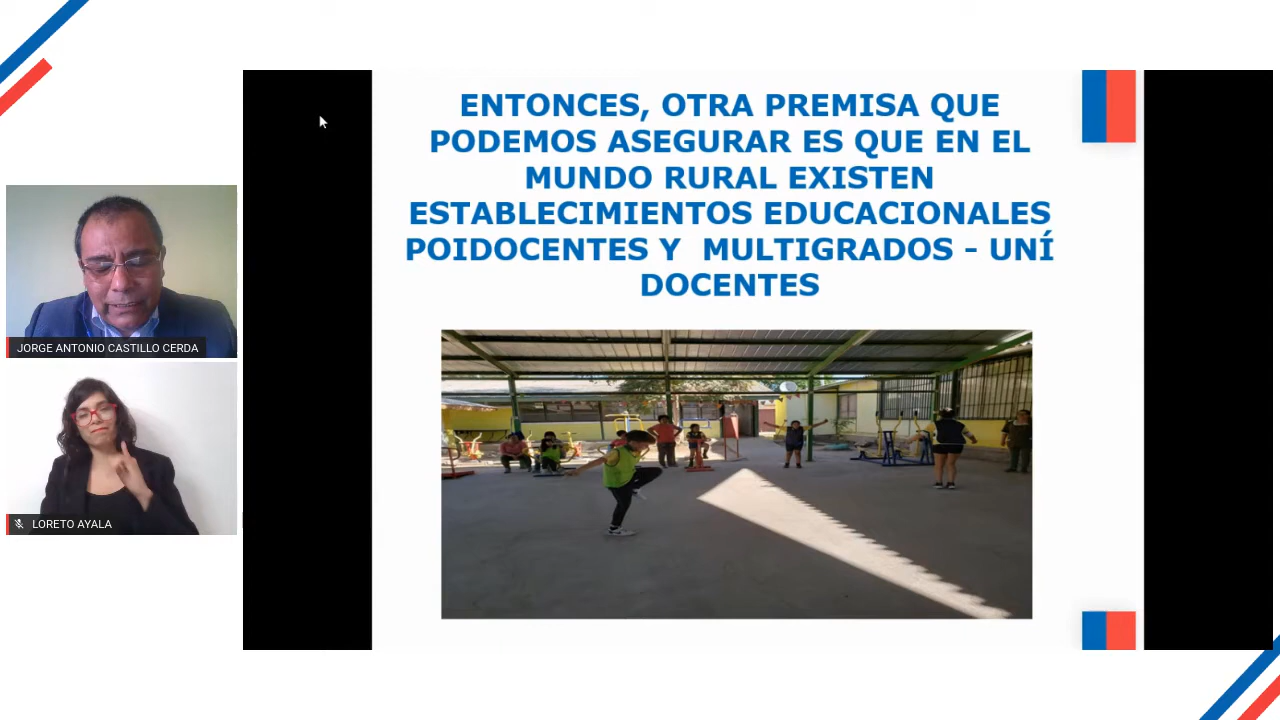 ENTONCES, OTRA PREMISA QUE
PODEMOS ASEGURAR ES QUE EN EL
MUNDO RURAL EXISTEN
ESTABLECIMIENTOS EDUCACIONALES
POIDOCENTES Y  MULTIGRADOS - UNÍ
DOCENTES
JORGE ANTONIO CASTILLO CERDA
LORETO AYALA